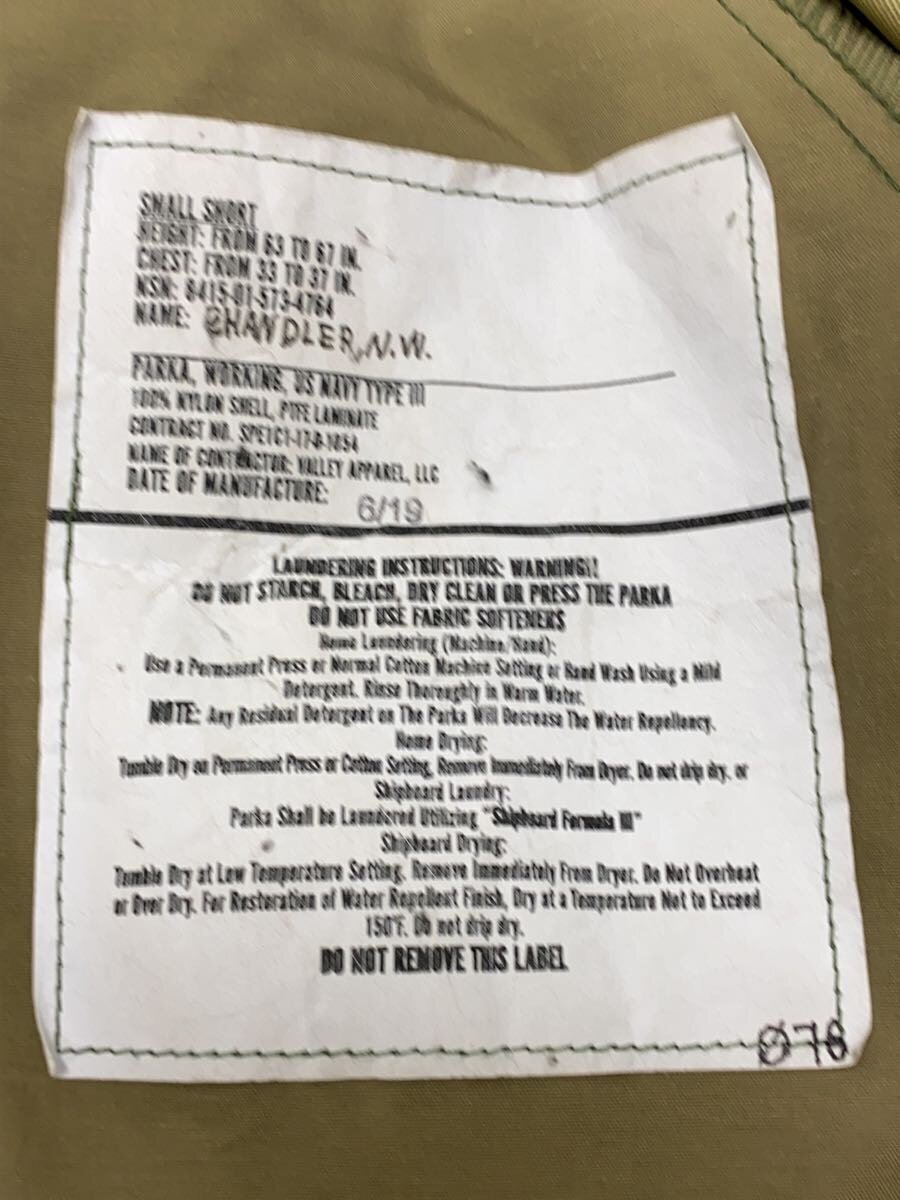 SMALL SHORT
HEIGHT: FROM 63 TO 67 IN.
CHEST: FROM 33 TO 37 IN.
NSN: 8415-01-573-4764
NAME: CHANDLER, N.W.
PARKA, WORKING, US NAVY TYPE III
100% NYLON SHELL, PTFE LAMINATE
CONTRACT NO. SPE1C1-17-D-1054
NAME OF CONTRACTOR: VALLEY APPAREL, LLC
DATE OF MANUFACTURE: 6/19
LAUNDERING INSTRUCTIONS: WARNING!!
DO NOT STARCH, BLEACH, DRY CLEAN OR PRESS THE PARKA
DO NOT USE FABRIC SOFTENERS
Home Laundering (Machine/Hand):
Use a Permanent Press or Normal Cotton Machine Setting or Hand Wash Using a Mild
Detergent. Rinse Thoroughly in Warm Water.
NOTE: Any Residual Detergent on The Parka Will Decrease The Water Repellency.
Home Drying:
Tumble Dry on Permanent Press or Cotton Setting, Remove Immediately From Dryer. Do not drip dry. or
Shipboard Laundry:
Parka Shall be Laundered Utilizing "Shipboard Formula III"
Shipboard Drying:
Tumble Dry at Low Temperature Setting. Remove Immediately From Dryer. Do Not Overheat
or Over Dry. For Restoration of Water Repellent Finish, Dry at a Temperature Not to Exceed
150°F. Do not drip dry.
DO NOT REMOVE THIS LABEL
Ø76